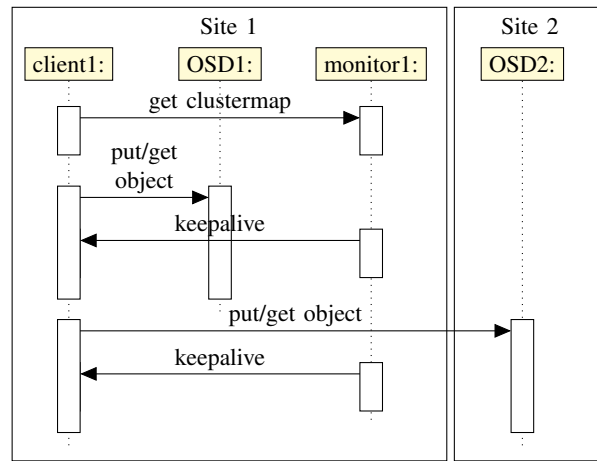 Site 1
Site 2
client1:
OSD1:
monitor1:
OSD2:
get clustermap
put/get
object
keepalive
put/get object
keepalive